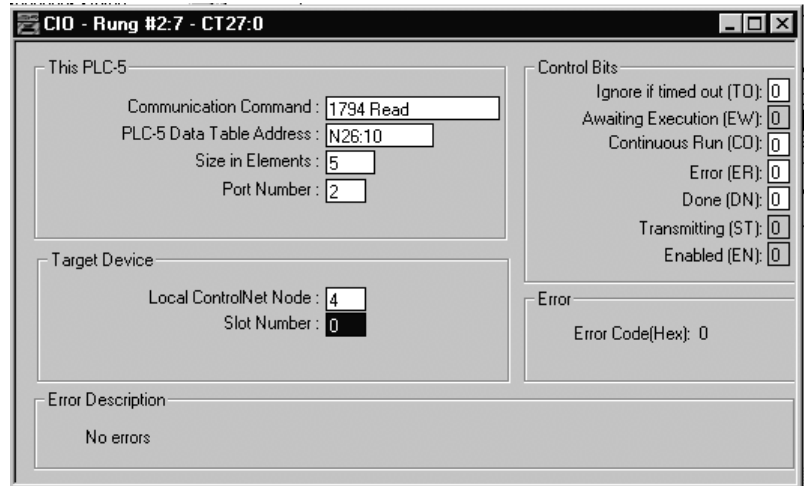 CIO - Rung #2:7 - CT27:0
This PLC-5
Communication Command : 1794 Read
PLC-5 Data Table Address : N26:10
Size in Elements : 5
Port Number : 2
Target Device
Local ControlNet Node : 4
Slot Number : 0
Control Bits
Ignore if timed out (TO): 0
Awaiting Execution (EW): 0
Continuous Run (CO): 0
Error (ER): 0
Done (DN): 0
Transmitting (ST): 0
Enabled (EN): 0
Error
Error Code(Hex): 0
Error Description
No errors